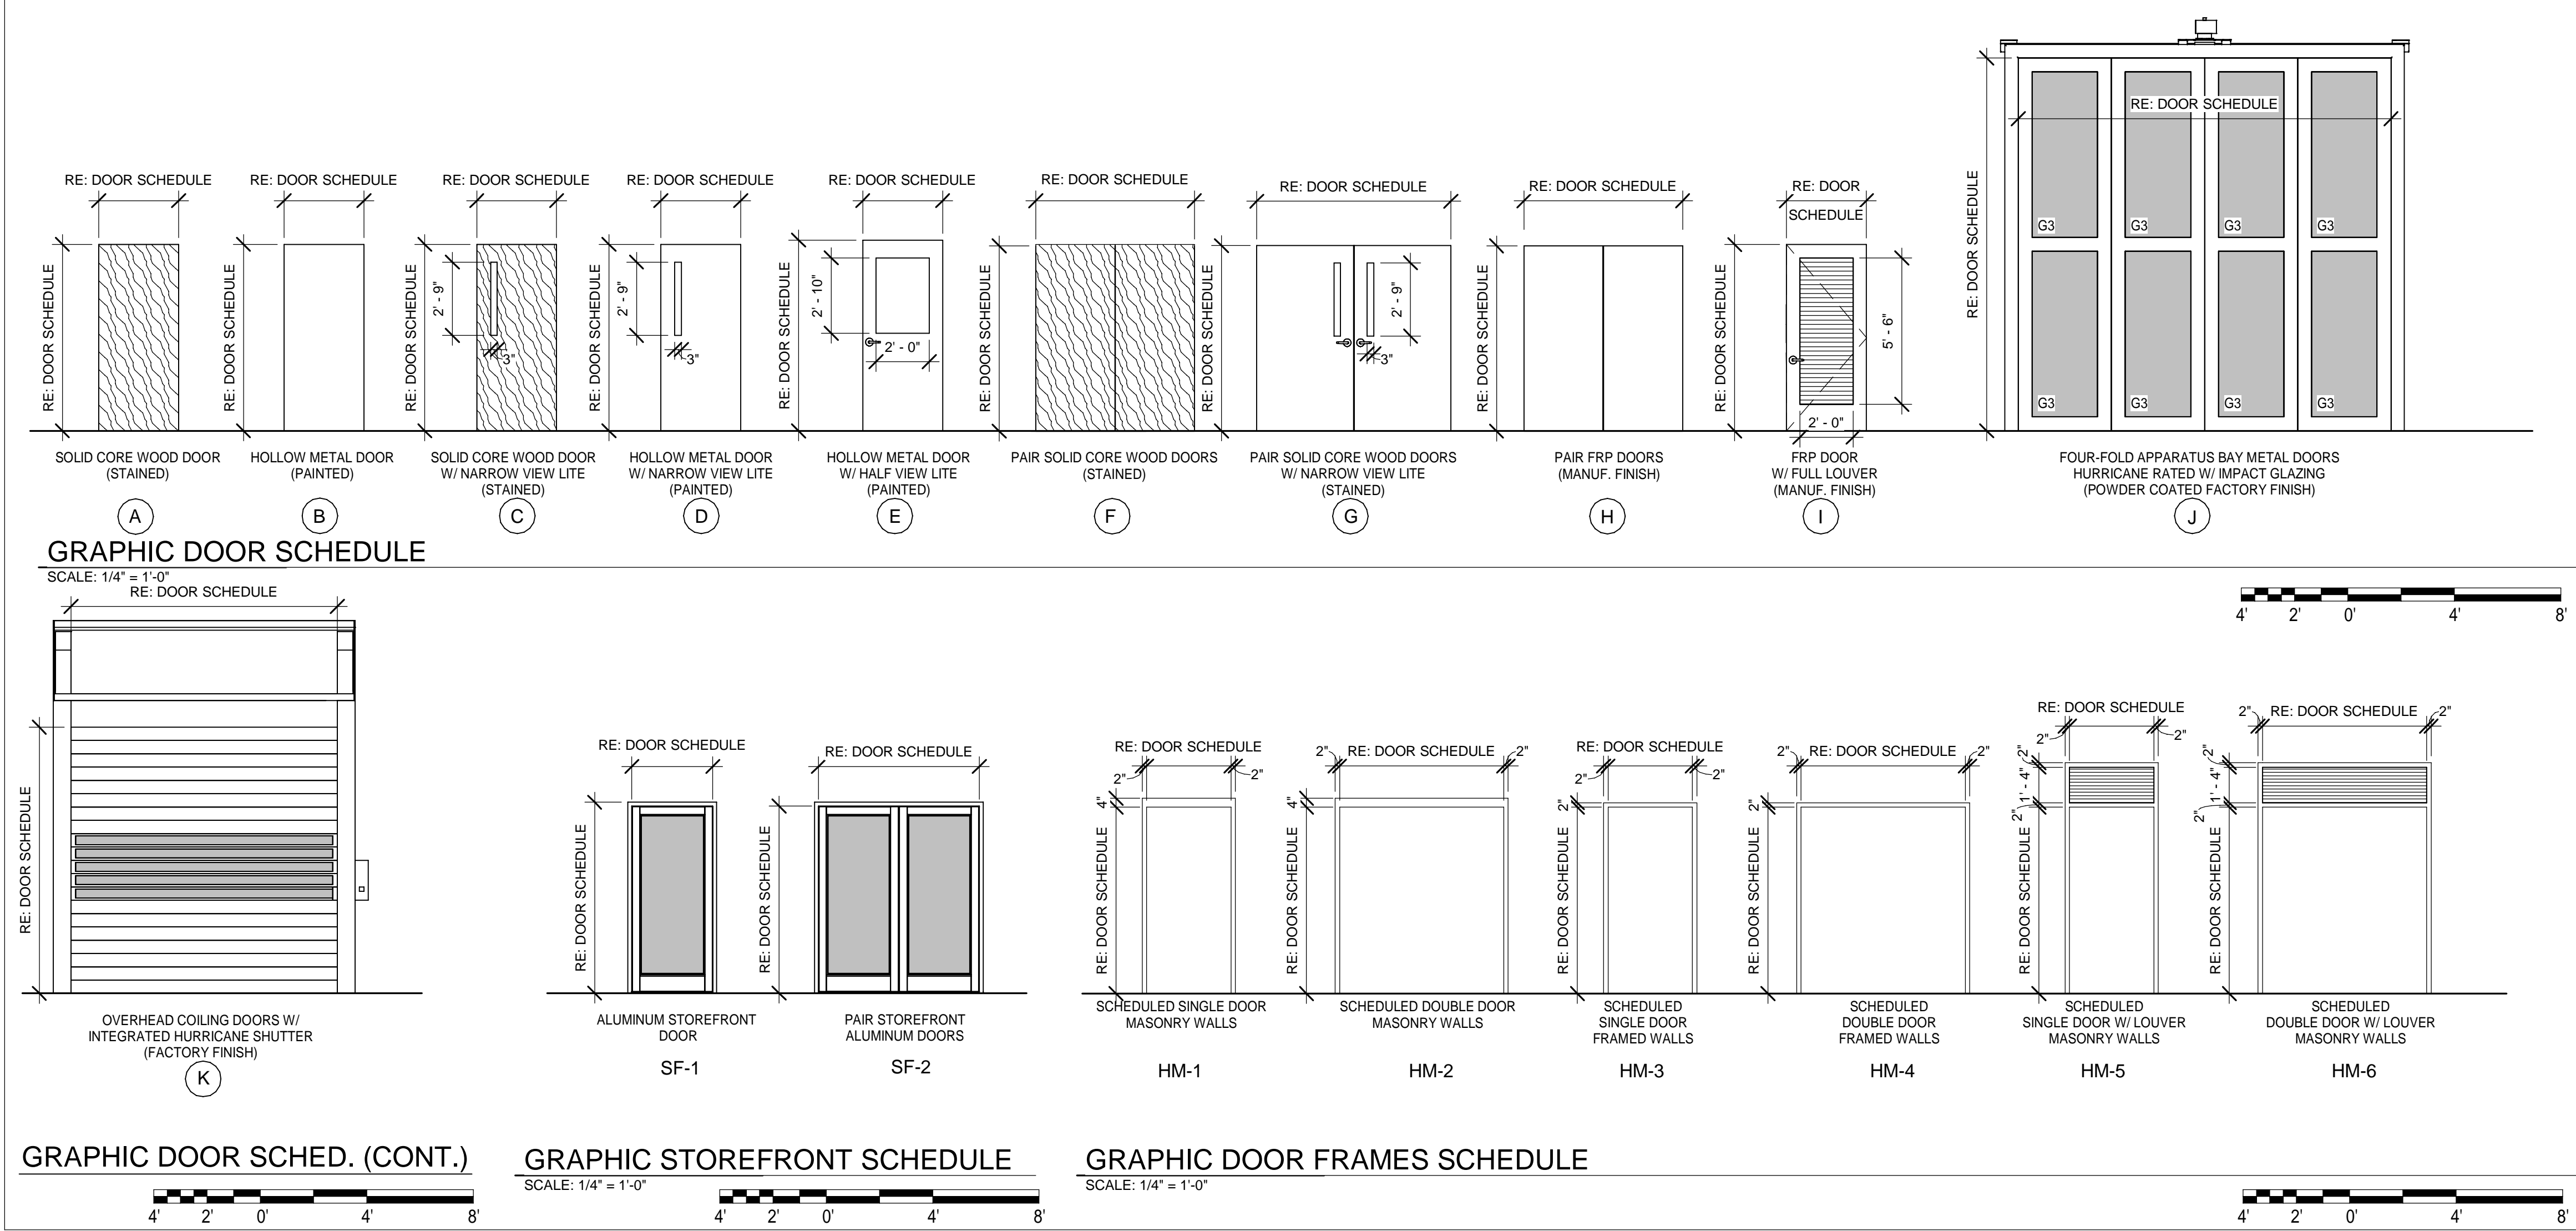 RE: DOOR SCHEDULE
RE: DOOR SCHEDULE
SOLID CORE WOOD DOOR
(STAINED)
A
RE: DOOR SCHEDULE
RE: DOOR SCHEDULE
HOLLOW METAL DOOR
(PAINTED)
B
RE: DOOR SCHEDULE
RE: DOOR SCHEDULE
2' - 9"
3"
SOLID CORE WOOD DOOR
W/ NARROW VIEW LITE
(STAINED)
C
RE: DOOR SCHEDULE
RE: DOOR SCHEDULE
2' - 9"
3"
HOLLOW METAL DOOR
W/ NARROW VIEW LITE
(PAINTED)
D
RE: DOOR SCHEDULE
RE: DOOR SCHEDULE
2' - 10"
2' - 0"
HOLLOW METAL DOOR
W/ HALF VIEW LITE
(PAINTED)
E
RE: DOOR SCHEDULE
RE: DOOR SCHEDULE
PAIR SOLID CORE WOOD DOORS
(STAINED)
F
RE: DOOR SCHEDULE
RE: DOOR SCHEDULE
2' - 9"
3"
PAIR SOLID CORE WOOD DOORS
W/ NARROW VIEW LITE
(STAINED)
G
RE: DOOR SCHEDULE
RE: DOOR SCHEDULE
PAIR FRP DOORS
(MANUF. FINISH)
H
RE: DOOR
SCHEDULE
RE: DOOR SCHEDULE
5' - 6"
2' - 0"
FRP DOOR
W/ FULL LOUVER
(MANUF. FINISH)
I
RE: DOOR SCHEDULE
RE: DOOR SCHEDULE
G3 G3 G3 G3
G3 G3 G3 G3
FOUR-FOLD APPARATUS BAY METAL DOORS
HURRICANE RATED W/ IMPACT GLAZING
(POWDER COATED FACTORY FINISH)
J
GRAPHIC DOOR SCHEDULE
SCALE: 1/4" = 1'-0"
4' 2' 0' 4' 8'
RE: DOOR SCHEDULE
RE: DOOR SCHEDULE
OVERHEAD COILING DOORS W/
INTEGRATED HURRICANE SHUTTER
(FACTORY FINISH)
K
GRAPHIC DOOR SCHED. (CONT.)
4' 2' 0' 4' 8'
RE: DOOR SCHEDULE
RE: DOOR SCHEDULE
ALUMINUM STOREFRONT
DOOR
SF-1
RE: DOOR SCHEDULE
RE: DOOR SCHEDULE
PAIR STOREFRONT
ALUMINUM DOORS
SF-2
GRAPHIC STOREFRONT SCHEDULE
SCALE: 1/4" = 1'-0"
4' 2' 0' 4' 8'
RE: DOOR SCHEDULE
2" 2"
4"
RE: DOOR SCHEDULE
SCHEDULED SINGLE DOOR
MASONRY WALLS
HM-1
2" RE: DOOR SCHEDULE 2"
4"
RE: DOOR SCHEDULE
SCHEDULED DOUBLE DOOR
MASONRY WALLS
HM-2
RE: DOOR SCHEDULE
2" 2"
2"
RE: DOOR SCHEDULE
SCHEDULED
SINGLE DOOR
FRAMED WALLS
HM-3
2" RE: DOOR SCHEDULE 2"
2"
RE: DOOR SCHEDULE
SCHEDULED
DOUBLE DOOR
FRAMED WALLS
HM-4
RE: DOOR SCHEDULE
2" 2"
2"
1' - 4"
2"
RE: DOOR SCHEDULE
SCHEDULED
SINGLE DOOR W/ LOUVER
MASONRY WALLS
HM-5
2" RE: DOOR SCHEDULE 2"
2"
1' - 4"
2"
RE: DOOR SCHEDULE
SCHEDULED
DOUBLE DOOR W/ LOUVER
MASONRY WALLS
HM-6
GRAPHIC DOOR FRAMES SCHEDULE
SCALE: 1/4" = 1'-0"
4' 2' 0' 4' 8'